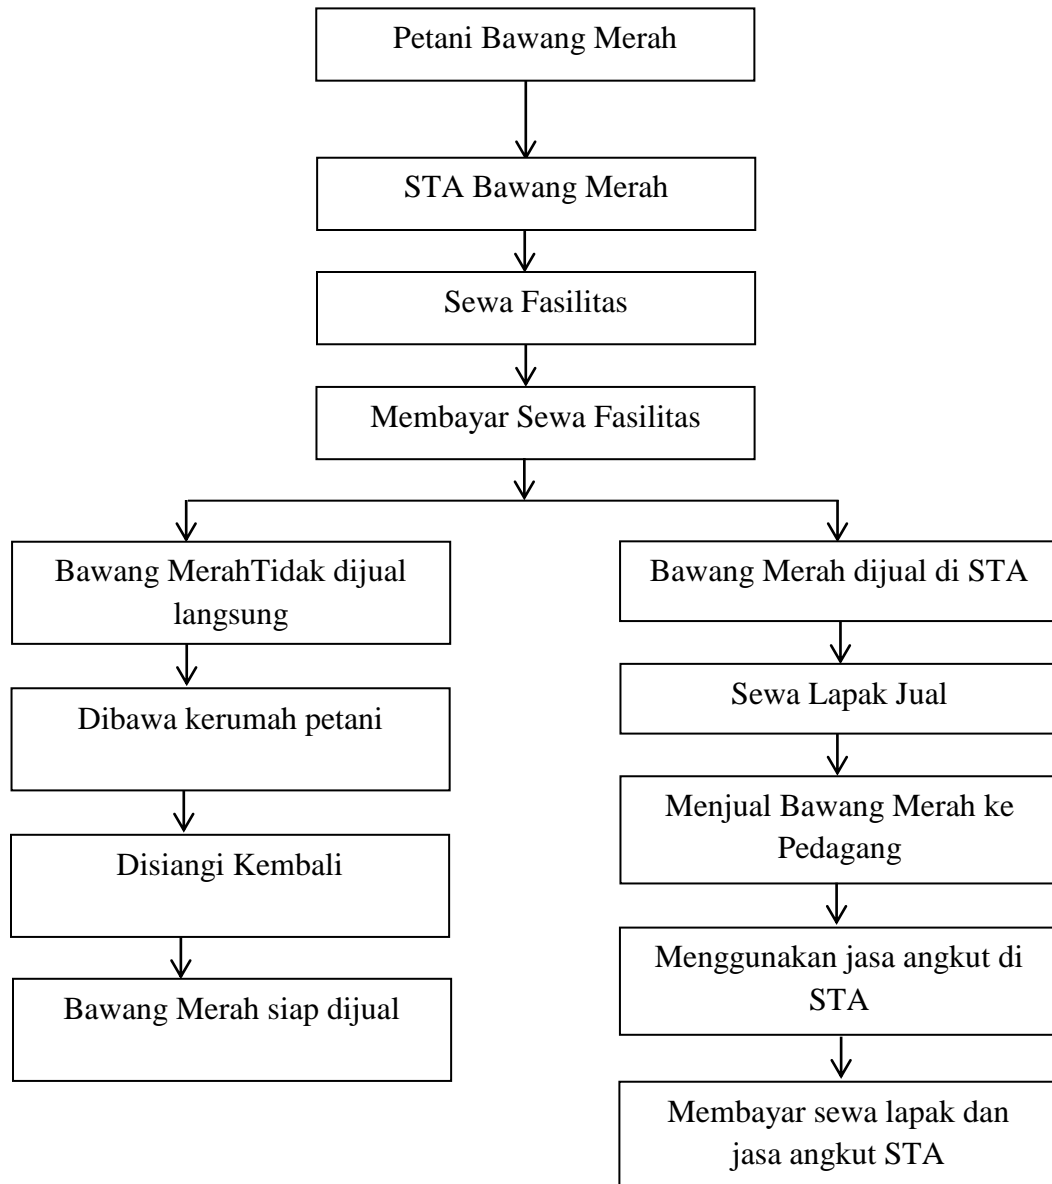 Petani Bawang Merah
STA Bawang Merah
Sewa Fasilitas
Membayar Sewa Fasilitas
Bawang MerahTidak dijual
langsung
Dibawa kerumah petani
Disiangi Kembali
Bawang Merah siap dijual
Bawang Merah dijual di STA
Sewa Lapak Jual
Menjual Bawang Merah ke
Pedagang
Menggunakan jasa angkut di
STA
Membayar sewa lapak dan
jasa angkut STA